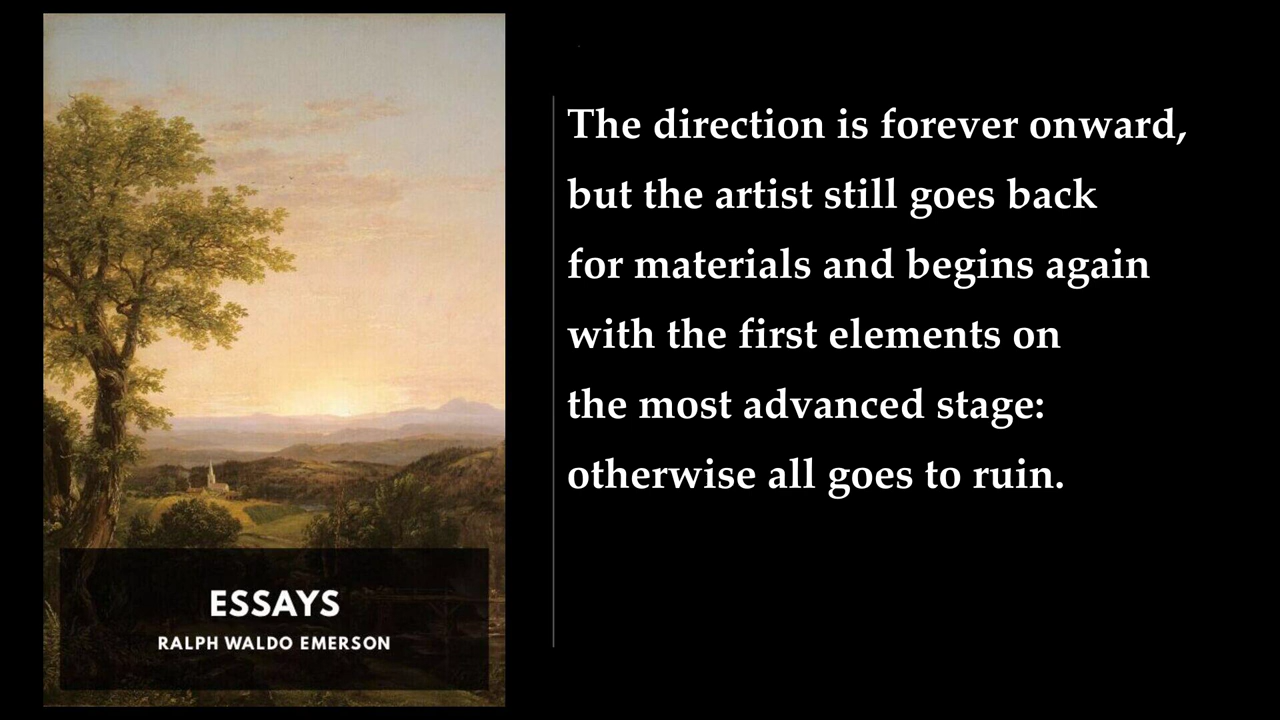 The direction is forever onward,
but the artist still goes back
for materials and begins again
with the first elements on
the most advanced stage:
otherwise all goes to ruin.
ESSAYS
RALPH WALDO EMERSON